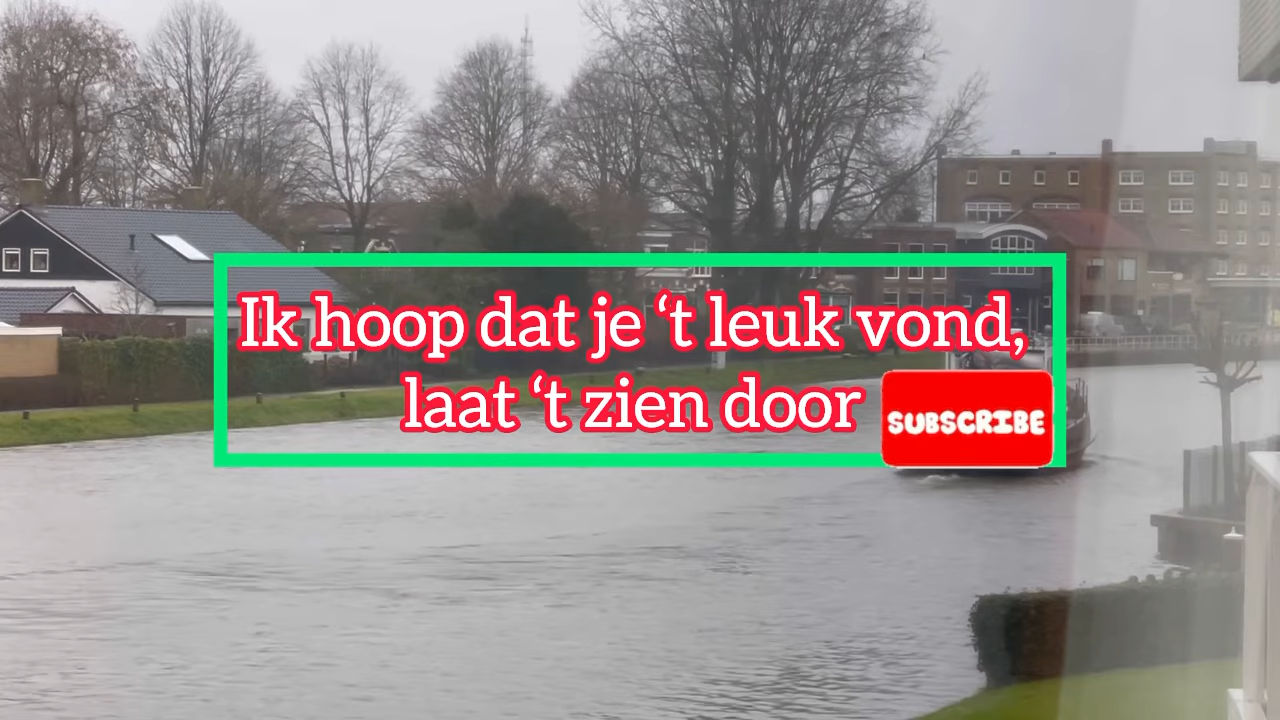 Ik hoop dat je ‘t leuk vond,
laat ‘t zien door
SUBSCRIBE